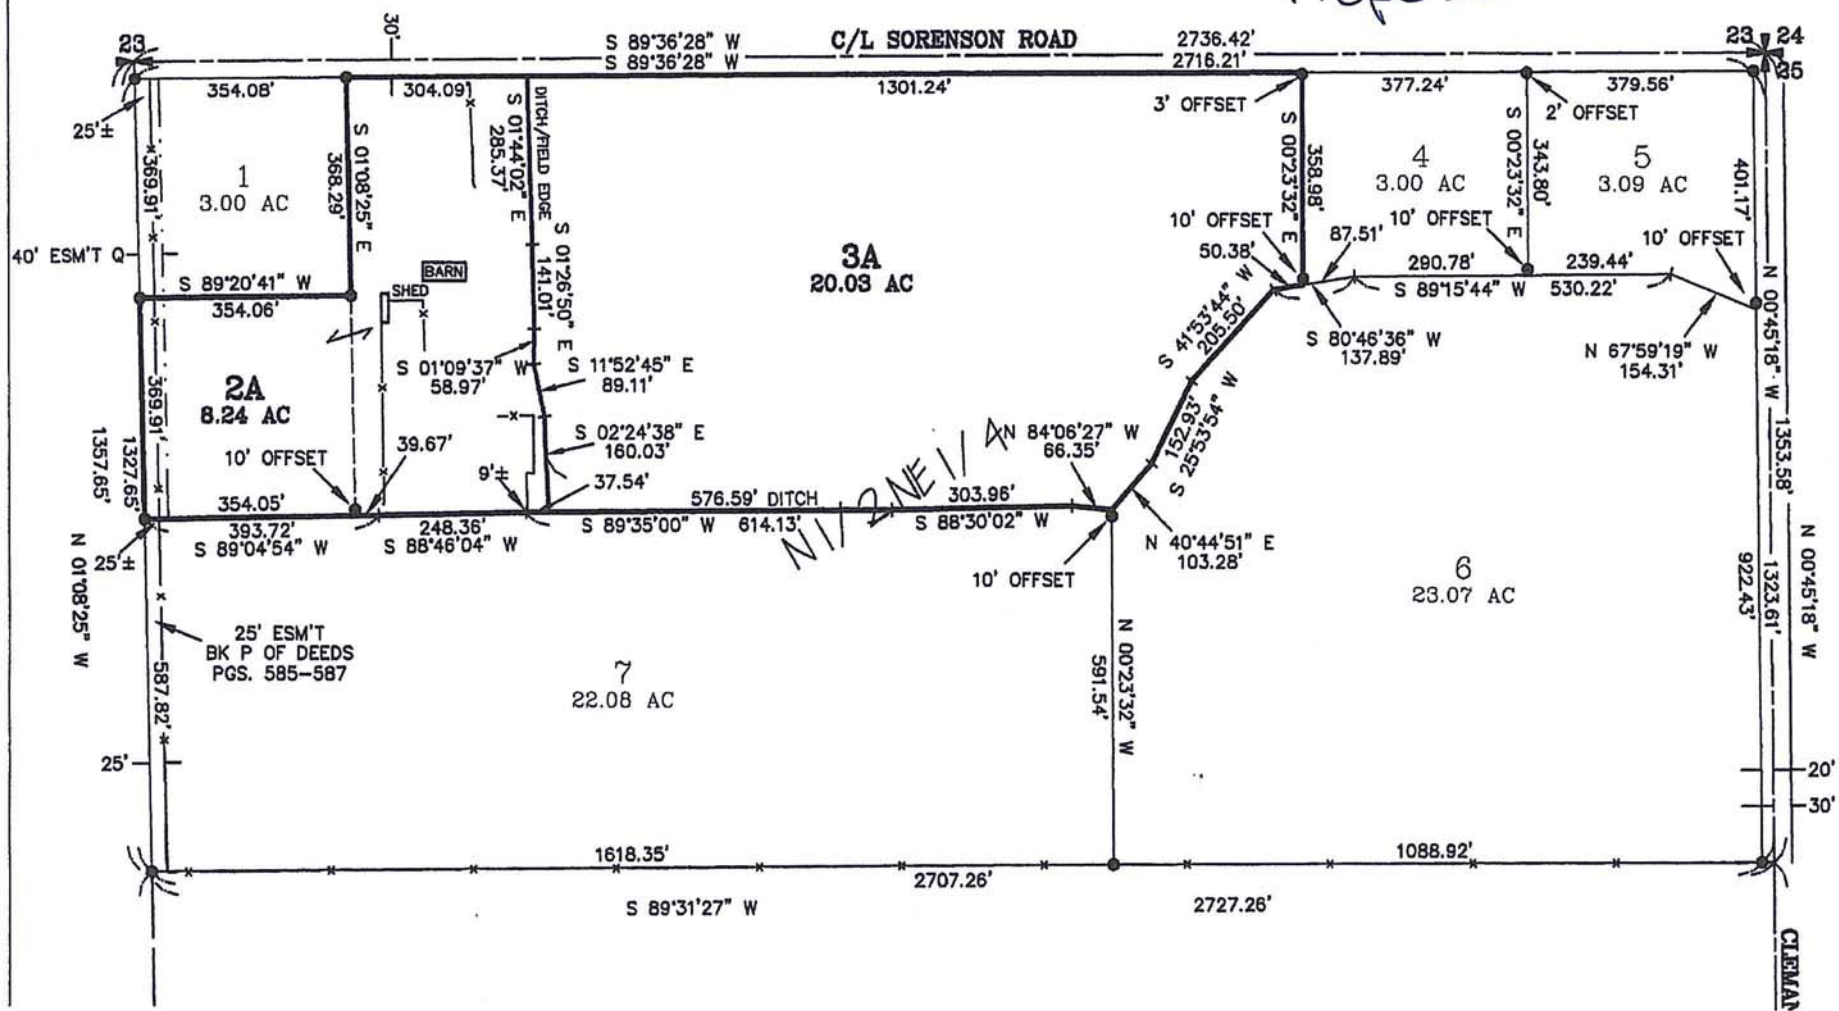 23
30'
S 89°36'28" W
C/L SORENSON ROAD
2736.42'
23 24
S 89°36'28" W
2716.21'
25
354.08'
304.09'
1301.24'
377.24'
379.56'
3' OFFSET
2' OFFSET
25'±
369.91'
1
3.00 AC
S 01°08'25" E
368.29'
DITCH/FIELD EDGE
S 01°44'02" E
285.37'
S 00°23'32" E
358.98'
4
3.00 AC
S 00°23'32" E
343.80'
5
3.09 AC
401.17'
40' ESM'T
10' OFFSET
10' OFFSET
10' OFFSET
87.51'
50.38'
S 01°26'50" E
141.01'
3A
20.03 AC
290.78'
239.44'
S 89°15'44" W
530.22'
S 89°20'41" W
354.06'
BARN
SHED
S 41°53'44" W
205.50'
S 80°46'36" W
137.89'
N 67°59'19" W
154.31'
N 00°45'18" W
S 01°09'37" W
58.97'
S 11°52'45" E
89.11'
2A
8.24 AC
369.91'
1357.65'
1327.65'
10' OFFSET
39.67'
S 02°24'38" E
160.03'
9'±
37.54'
N 84°06'27" W
66.35'
152.93'
S 25°53'54" W
1353.58'
354.05'
393.72'
S 89°04'54" W
248.36'
S 88°46'04" W
576.59' DITCH
S 89°35'00" W
614.13'
303.96'
S 88°30'02" W
N1/2NE1/4
N 40°44'51" E
103.28'
10' OFFSET
25'±
N 01°08'25" W
6
23.07 AC
922.43'
1323.61'
N 00°45'18" W
25' ESM'T
BK P OF DEEDS
PGS. 585-587
587.82'
7
22.08 AC
N 00°23'32" W
591.54'
25'
20'
30'
1618.35'
1088.92'
2707.26'
S 89°31'27" W
2727.26'